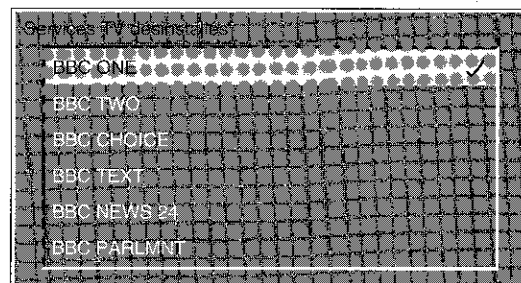 Services TV désinstallés
BBC ONE
BBC TWO
BBC CHOICE
BBC TEXT
BBC NEWS 24
BBC PARLMNT